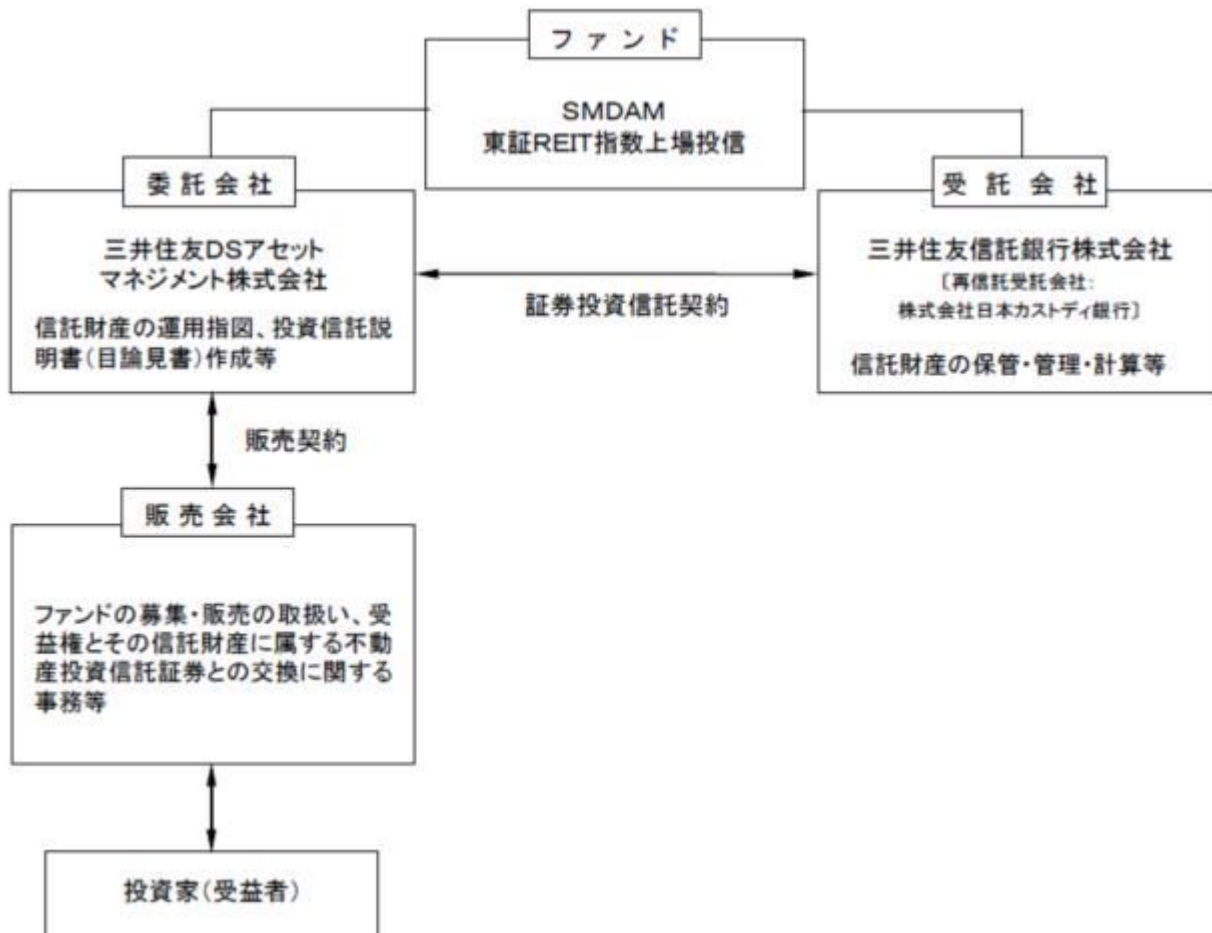 ファンド
SMDAM
東証REIT指数上場投信
委託会社
三井住友DSアセット
マネジメント株式会社
信託財産の運用指図、投資信託説
明書(目論見書)作成等
証券投資信託契約
受託会社
三井住友信託銀行株式会社
〔再信託受託会社:
株式会社日本カストディ銀行〕
信託財産の保管・管理・計算等
販売契約
販売会社
ファンドの募集・販売の取扱い、受
益権とその信託財産に属する不動
産投資信託証券との交換に関する
事務等
投資家(受益者)